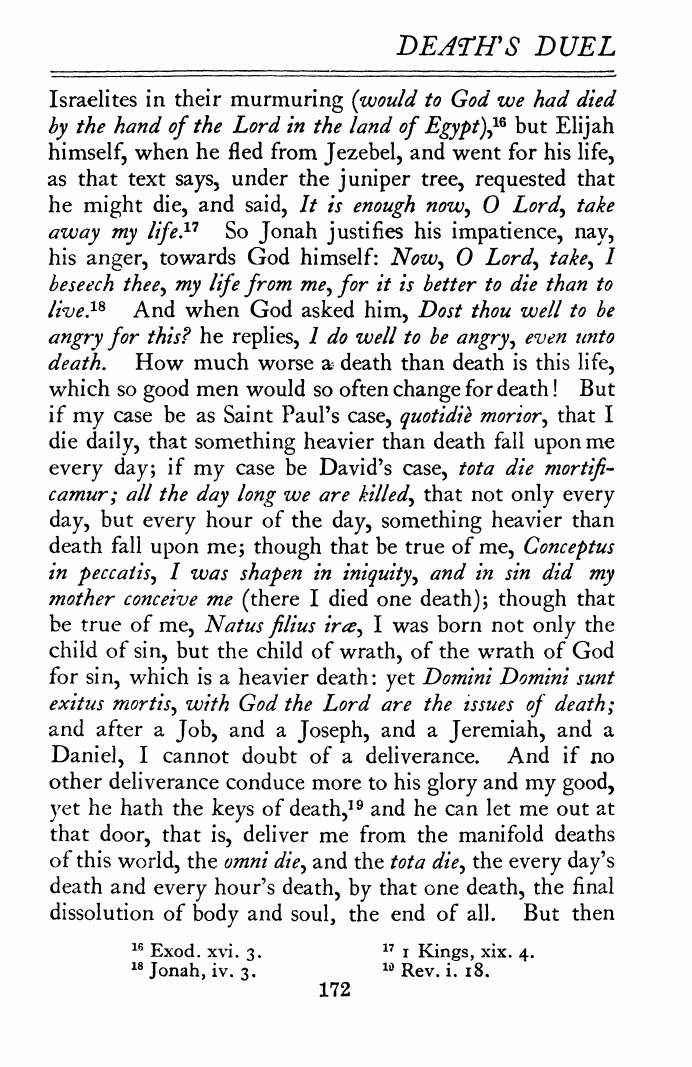 DEATH'S DUEL
Israelites in their murmuring (would to God we had died
by the hand of the Lord in the land of Egypt),¹⁶ but Elijah
himself, when he fled from Jezebel, and went for his life,
as that text says, under the juniper tree, requested that
he might die, and said, It is enough now, O Lord, take
away my life.¹⁷ So Jonah justifies his impatience, nay,
his anger, towards God himself: Now, O Lord, take, I
beseech thee, my life from me, for it is better to die than to
live.¹⁸ And when God asked him, Dost thou well to be
angry for this? he replies, I do well to be angry, even unto
death. How much worse a death than death is this life,
which so good men would so often change for death! But
if my case be as Saint Paul's case, quotidiè morior, that I
die daily, that something heavier than death fall upon me
every day; if my case be David's case, tota die mortifi-
camur; all the day long we are killed, that not only every
day, but every hour of the day, something heavier than
death fall upon me; though that be true of me, Conceptus
in peccatis, I was shapen in iniquity, and in sin did my
mother conceive me (there I died one death); though that
be true of me, Natus filius iræ, I was born not only the
child of sin, but the child of wrath, of the wrath of God
for sin, which is a heavier death: yet Domini Domini sunt
exitus mortis, with God the Lord are the issues of death;
and after a Job, and a Joseph, and a Jeremiah, and a
Daniel, I cannot doubt of a deliverance. And if no
other deliverance conduce more to his glory and my good,
yet he hath the keys of death,¹⁹ and he can let me out at
that door, that is, deliver me from the manifold deaths
of this world, the omni die, and the tota die, the every day's
death and every hour's death, by that one death, the final
dissolution of body and soul, the end of all. But then
¹⁶ Exod. xvi. 3. ¹⁷ 1 Kings, xix. 4.
¹⁸ Jonah, iv. 3. ¹⁹ Rev. i. 18.
172